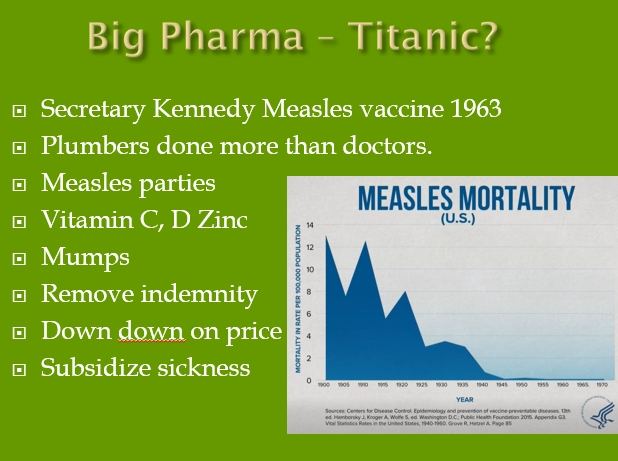 Big Pharma – Titanic?
Secretary Kennedy Measles vaccine 1963
Plumbers done more than doctors.
Measles parties
Vitamin C, D Zinc
Mumps
Remove indemnity
Down down on price
Subsidize sickness
MEASLES MORTALITY
(U.S.)
MORTALITY IN RATE PER 100,000 POPULATION
14
12
10
8
6
4
2
0
1900 1905 1910 1915 1920 1925 1930 1935 1940 1945 1950 1955 1960 1965 1970
YEAR
Sources: Centers for Disease Control. Epidemiology and prevention of vaccine-preventable diseases. 13th
ed. Hamborsky J, Kroger A, Wolfe S, ed. Washington D.C.; Public Health Foundation 2015. Appendix G3.
Vital Statistics Rates in the United States, 1940-1960. Grove R, Hetzel A. Page 85